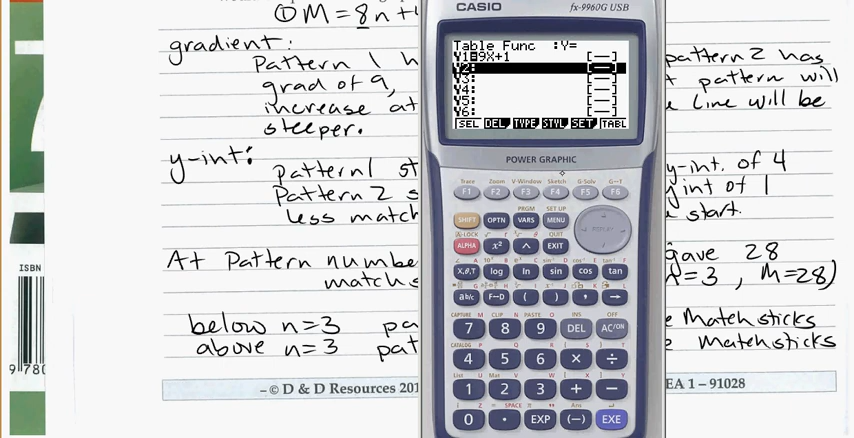 ① M = 8n +
gradient:
Pattern 1 h
pattern 2 has
grad of 9,
pattern will
increase at
line will be
steeper.
y-int:
pattern 1 st
y-int. of 4
Pattern 2 s
y int of 1
less match
start.
At Pattern numbe
gave 28
match s
n=3 , M=28)
below n=3 pa
Matchsticks
above n=3 pat
matchsticks
– © D & D Resources 201
EA 1 – 91028
ISBN
9 780
CASIO
fx-9960G USB
Table Func :Y=
Y1=9X+1 [—]
Y2: [—]
Y3: [—]
Y4: [—]
Y5: [—]
Y6: [—]
SEL DEL TYPE STYL SET TABL
POWER GRAPHIC
Trace Zoom V-Window Sketch G-Solv G↔T
F1 F2 F3 F4 F5 F6
PRGM SET UP
SHIFT OPTN VARS MENU
REPLAY
A-LOCK QUIT
ALPHA x² ^ EXIT
X,θ,T log ln sin cos tan
a b/c F↔D ( ) , →
CAPTURE CLIP PASTE INS OFF
7 8 9 DEL AC/ON
CATALOG
4 5 6 × ÷
List Mat
1 2 3 + −
SPACE
0 . EXP (−) EXE